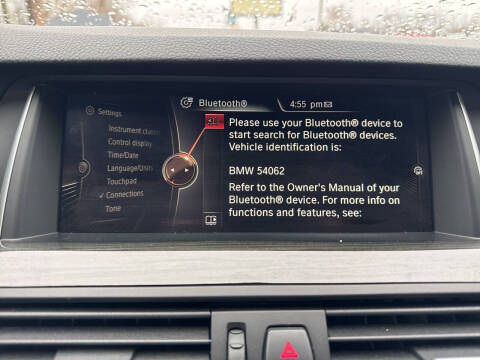 Settings
Bluetooth®
4:55 pm
Instrument
Control display
Time/Date
Language/Units
Touchpad
✓ Connections
Tone
Please use your Bluetooth® device to
start search for Bluetooth® devices.
Vehicle identification is:
BMW 54062
Refer to the Owner's Manual of your
Bluetooth® device. For more info on
functions and features, see: